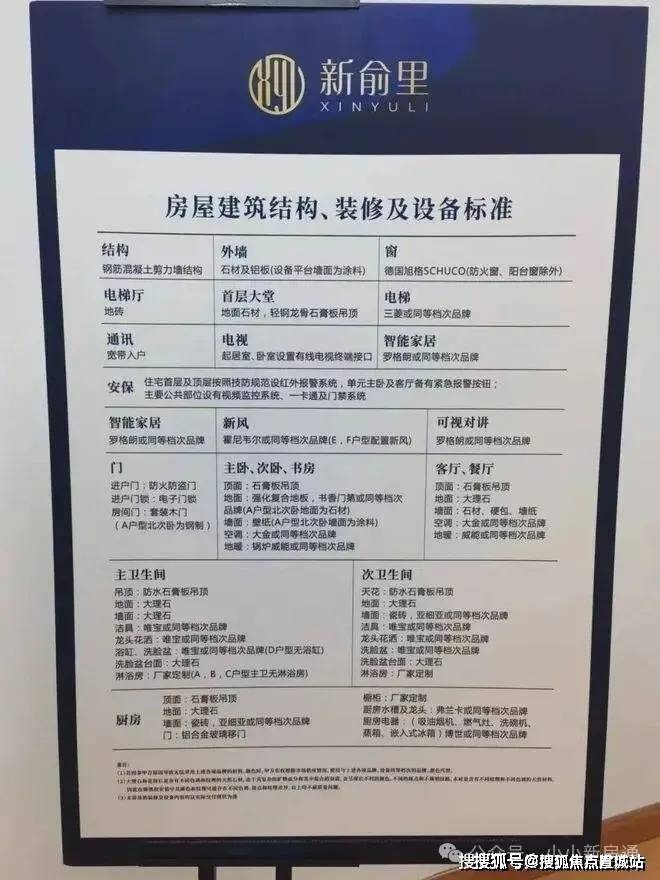 新俞里
XINYULI
房屋建筑结构、装修及设备标准
结构
钢筋混凝土剪力墙结构
外墙
石材及铝板(设备平台墙面为涂料)
窗
德国旭格SCHUCO(防火窗、阳台窗除外)
电梯厅
地砖
首层大堂
地面石材，轻钢龙骨石膏板吊顶
电梯
三菱或同等档次品牌
通讯
宽带入户
电视
起居室、卧室设置有线电视终端接口
智能家居
罗格朗或同等档次品牌
安保
住宅首层及顶层按照技防规范设红外报警系统，单元主卧及客厅备有紧急报警按钮；
主要公共部位设有视频监控系统、一卡通及门禁系统
智能家居
罗格朗或同等档次品牌
新风
霍尼韦尔或同等档次品牌(E，F户型配置新风)
可视对讲
罗格朗或同等档次品牌
门
进户门：防火防盗门
进户门锁：电子门锁
房间门：套装木门
（A户型北次卧为钢制）
主卧、次卧、书房
顶面：石膏板吊顶
地面：强化复合地板，书香门第或同等档次
品牌(A户型北次卧地面为石材)
墙面：壁纸(A户型北次卧墙面为涂料)
空调：大金或同等档次品牌
地暖：锅炉威能或同等档次品牌
客厅、餐厅
顶面：石膏板吊顶
地面：大理石
墙面：石材、硬包、墙纸
空调：大金或同等档次品牌
地暖：威能或同等档次品牌
主卫生间
吊顶：防水石膏板吊顶
地面：大理石
墙面：大理石
洁具：唯宝或同等档次品牌
龙头花洒：唯宝或同等档次品牌
浴缸、洗脸盆：唯宝或同等档次品牌(D户型无浴缸)
洗脸盆台面：大理石
淋浴房：厂家定制(A，B，C户型主卫无淋浴房)
次卫生间
天花：防水石膏板吊顶
地面：大理石
墙面：瓷砖，亚细亚或同等档次品牌
洁具：唯宝或同等档次品牌
龙头花洒：唯宝或同等档次品牌
洗脸盆：唯宝或同等档次品牌
洗脸盆台面：大理石
淋浴房：厂家定制
厨房
顶面：石膏板吊顶
地面：大理石
墙面：瓷砖，亚细亚或同等档次品牌
门：铝合金玻璃移门
橱柜：厂家定制
厨房水槽及龙头：弗兰卡或同等档次品牌
厨房电器：（吸油烟机、燃气灶、洗碗机、
蒸箱、嵌入式冰箱）博世或同等档次品牌
备注：
公众号：小小新房通
搜狐号@搜狐焦点置城站